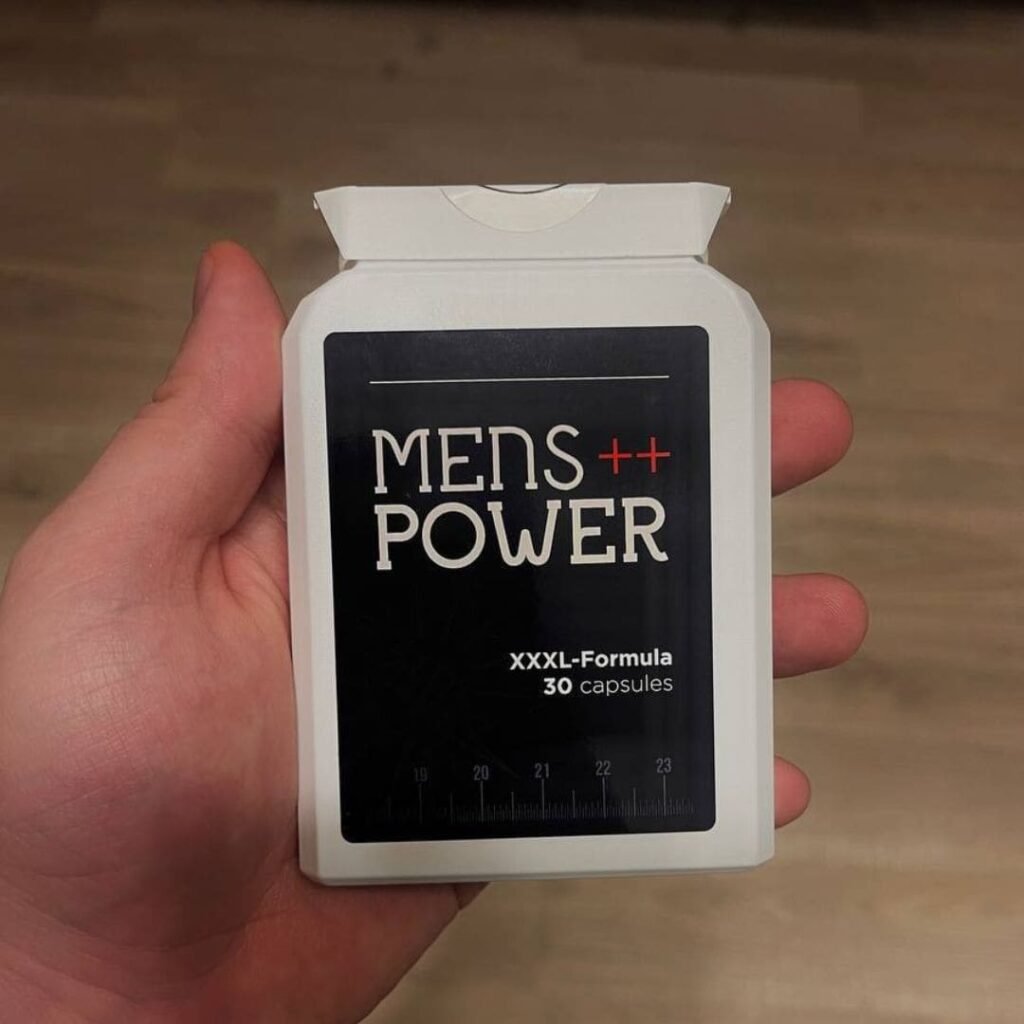 MENS ++
POWER
XXXL-Formula
30 capsules
19 20 21 22 23